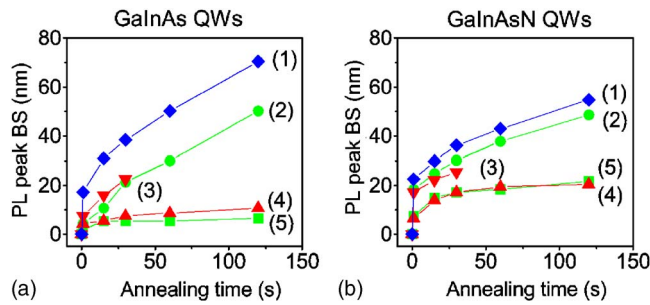 GaInAs QWs
80
60
40
20
0
PL peak BS (nm)
(1)
(2)
(3)
(4)
(5)
0 50 100 150
Annealing time (s)
(a)
GaInAsN QWs
80
60
40
20
0
PL peak BS (nm)
(1)
(2)
(3)
(5)
(4)
0 50 100 150
Annealing time (s)
(b)